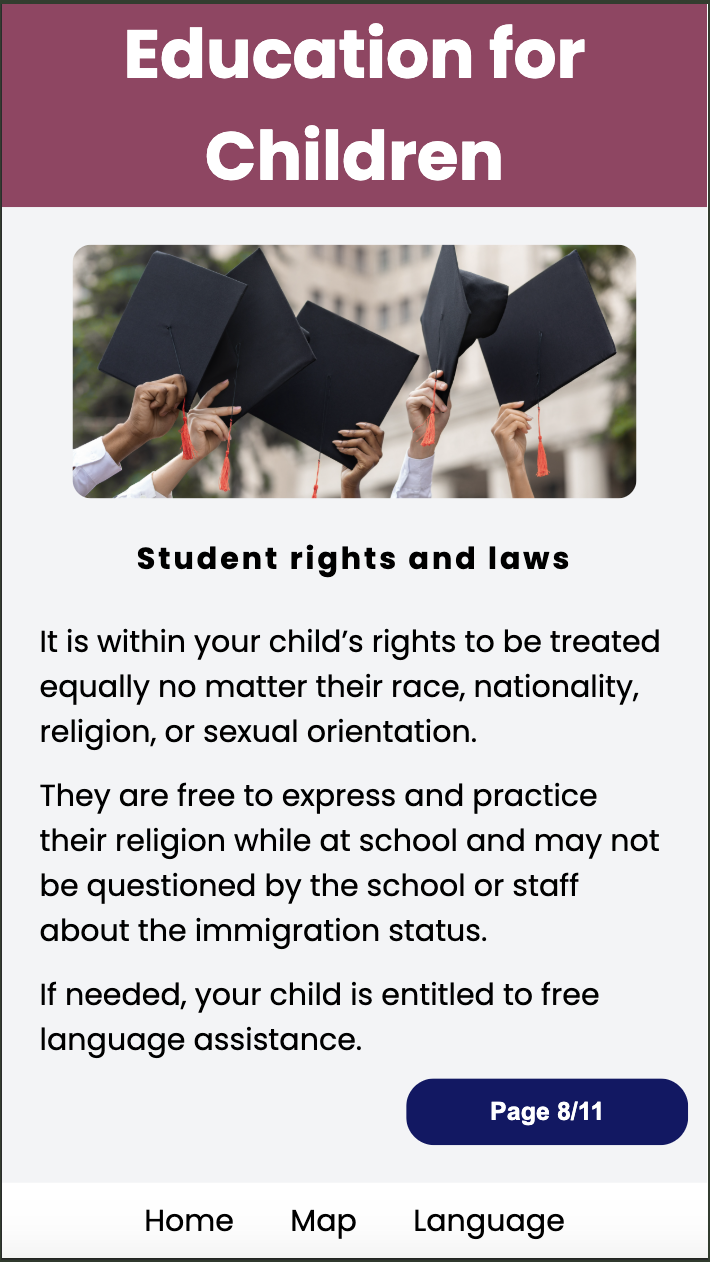 Education for
Children
Student rights and laws
It is within your child’s rights to be treated
equally no matter their race, nationality,
religion, or sexual orientation.
They are free to express and practice
their religion while at school and may not
be questioned by the school or staff
about the immigration status.
If needed, your child is entitled to free
language assistance.
Page 8/11
Home Map Language